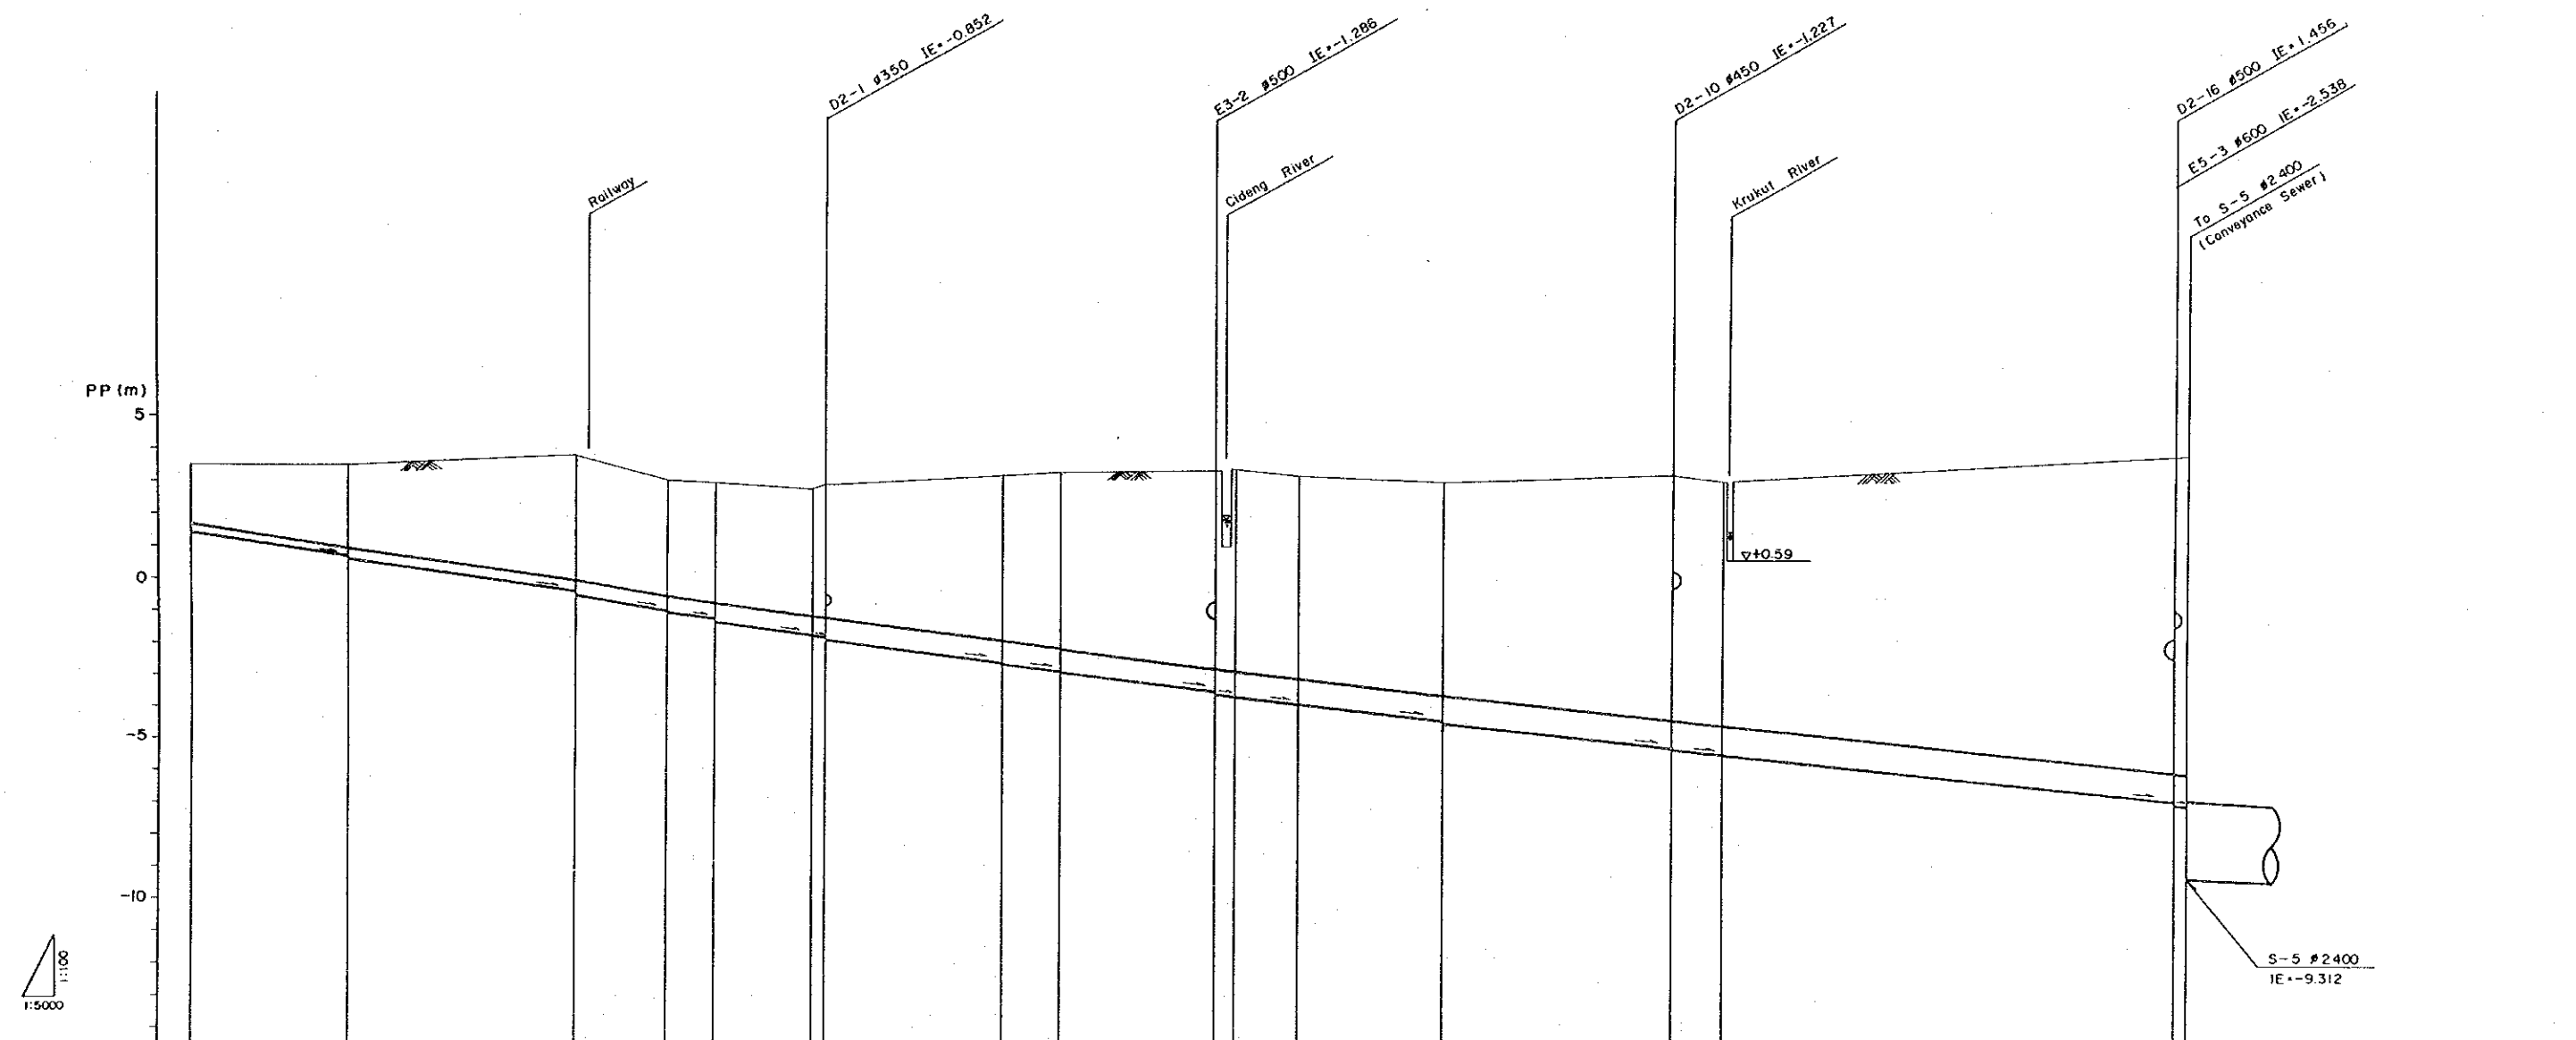 D2-1 ø350 IE=-0.852
E3-2 ø500 IE=-1.286
D2-10 ø450 IE=-1.227
D2-16 ø500 IE=1.456
E5-3 ø600 IE=-2.538
To S-5 ø2400
(Conveyance Sewer)
Railway
Cideng River
Krukut River
PP (m)
5
0
-5
-10
▽+0.59
1:100
1:5000
S-5 ø2400
IE=-9.312